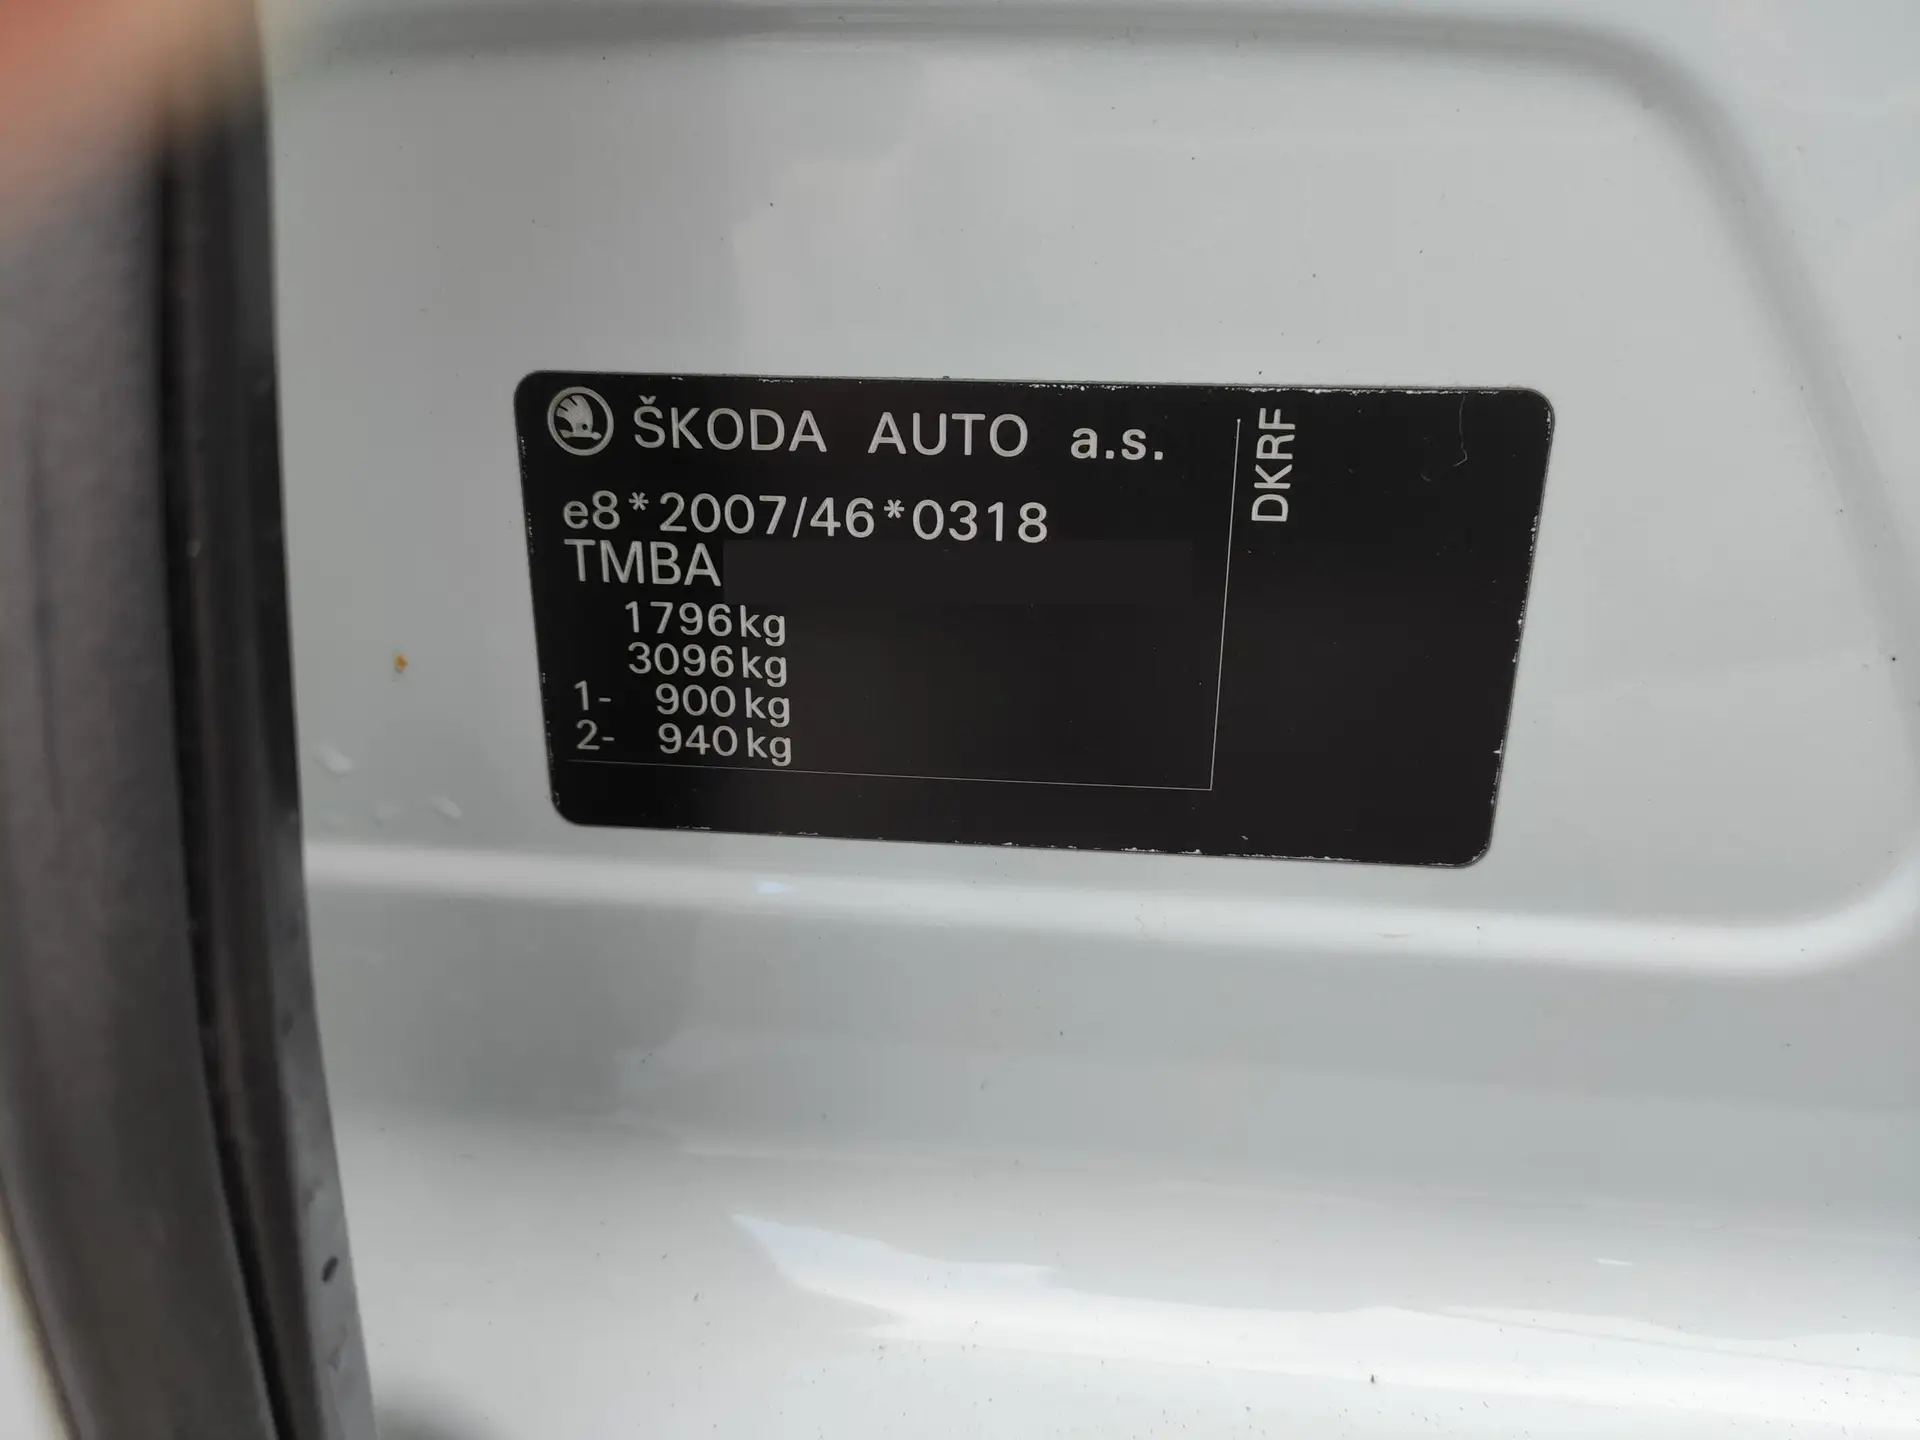 ŠKODA AUTO a.s.
e8*2007/46*0318
TMBA
1796kg
3096kg
1- 900kg
2- 940kg
DKRF